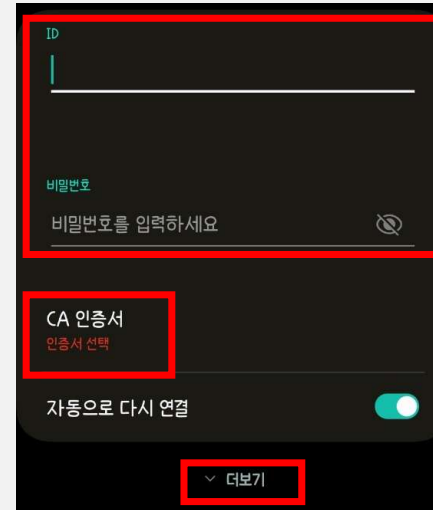 ID
비밀번호
비밀번호를 입력하세요
CA 인증서
인증서 선택
자동으로 다시 연결
더보기